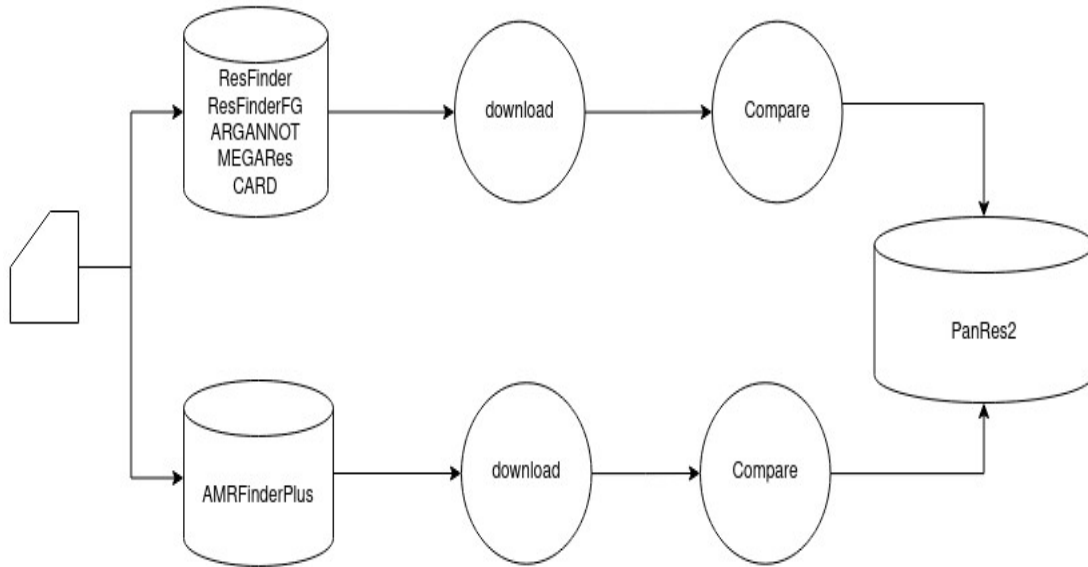 ResFinder
ResFinderFG
ARGANNOT
MEGARes
CARD
download
Compare
PanRes2
AMRFinderPlus
download
Compare